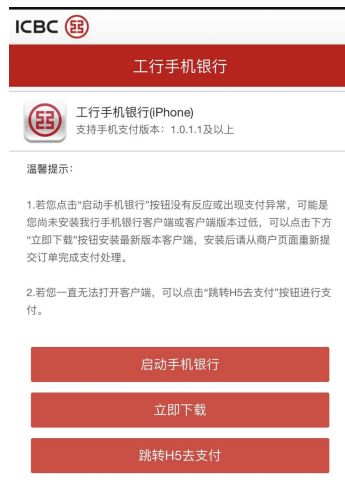 ICBC
工行手机银行
工行手机银行(iPhone)
支持手机支付版本：1.0.1.1及以上
温馨提示：
1.若您点击“启动手机银行”按钮没有反应或出现支付异常，可能是
您尚未安装我行手机银行客户端或客户端版本过低，可以点击下方
“立即下载”按钮安装最新版本客户端，安装后请从商户页面重新提
交订单完成支付处理。
2.若您一直无法打开客户端，可以点击“跳转H5去支付”按钮进行支
付。
启动手机银行
立即下载
跳转H5去支付